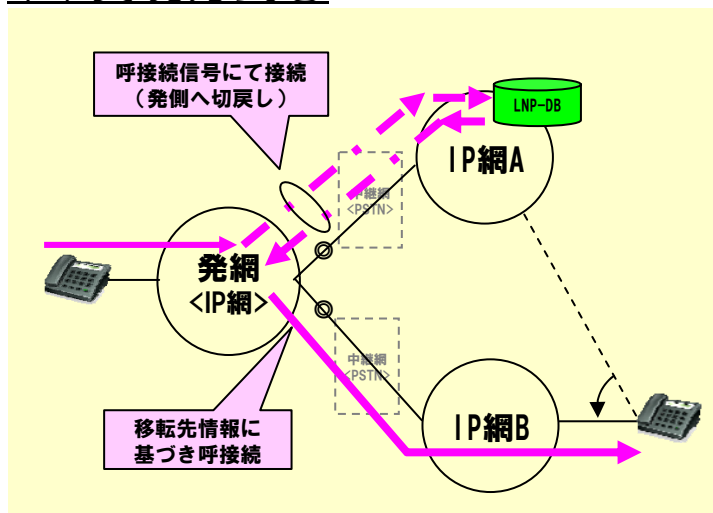 呼接続信号にて接続
(発側へ切戻し)
LNP-DB
IP網A
中継網
<PSTN>
発網
<IP網>
中継網
<PSTN>
移転先情報に
基づき呼接続
IP網B